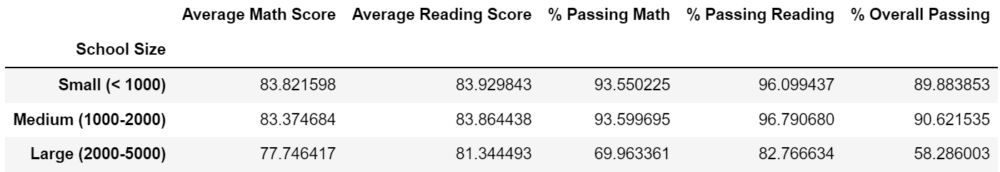 Average Math Score Average Reading Score % Passing Math % Passing Reading % Overall Passing
School Size
Small (< 1000) 83.821598 83.929843 93.550225 96.099437 89.883853
Medium (1000-2000) 83.374684 83.864438 93.599695 96.790680 90.621535
Large (2000-5000) 77.746417 81.344493 69.963361 82.766634 58.286003